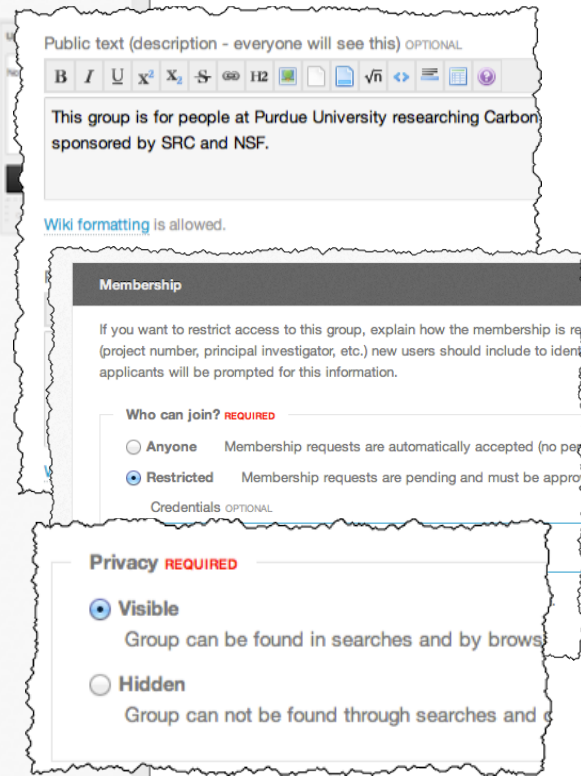 Public text (description - everyone will see this) OPTIONAL
B I U X² X₂ S H2 √n <>
This group is for people at Purdue University researching Carbon
sponsored by SRC and NSF.
Wiki formatting is allowed.
Membership
If you want to restrict access to this group, explain how the membership is
(project number, principal investigator, etc.) new users should include to
applicants will be prompted for this information.
Who can join? REQUIRED
Anyone Membership requests are automatically accepted (no
Restricted Membership requests are pending and must be
Credentials OPTIONAL
Privacy REQUIRED
Visible
Group can be found in searches and by
Hidden
Group can not be found through searches and